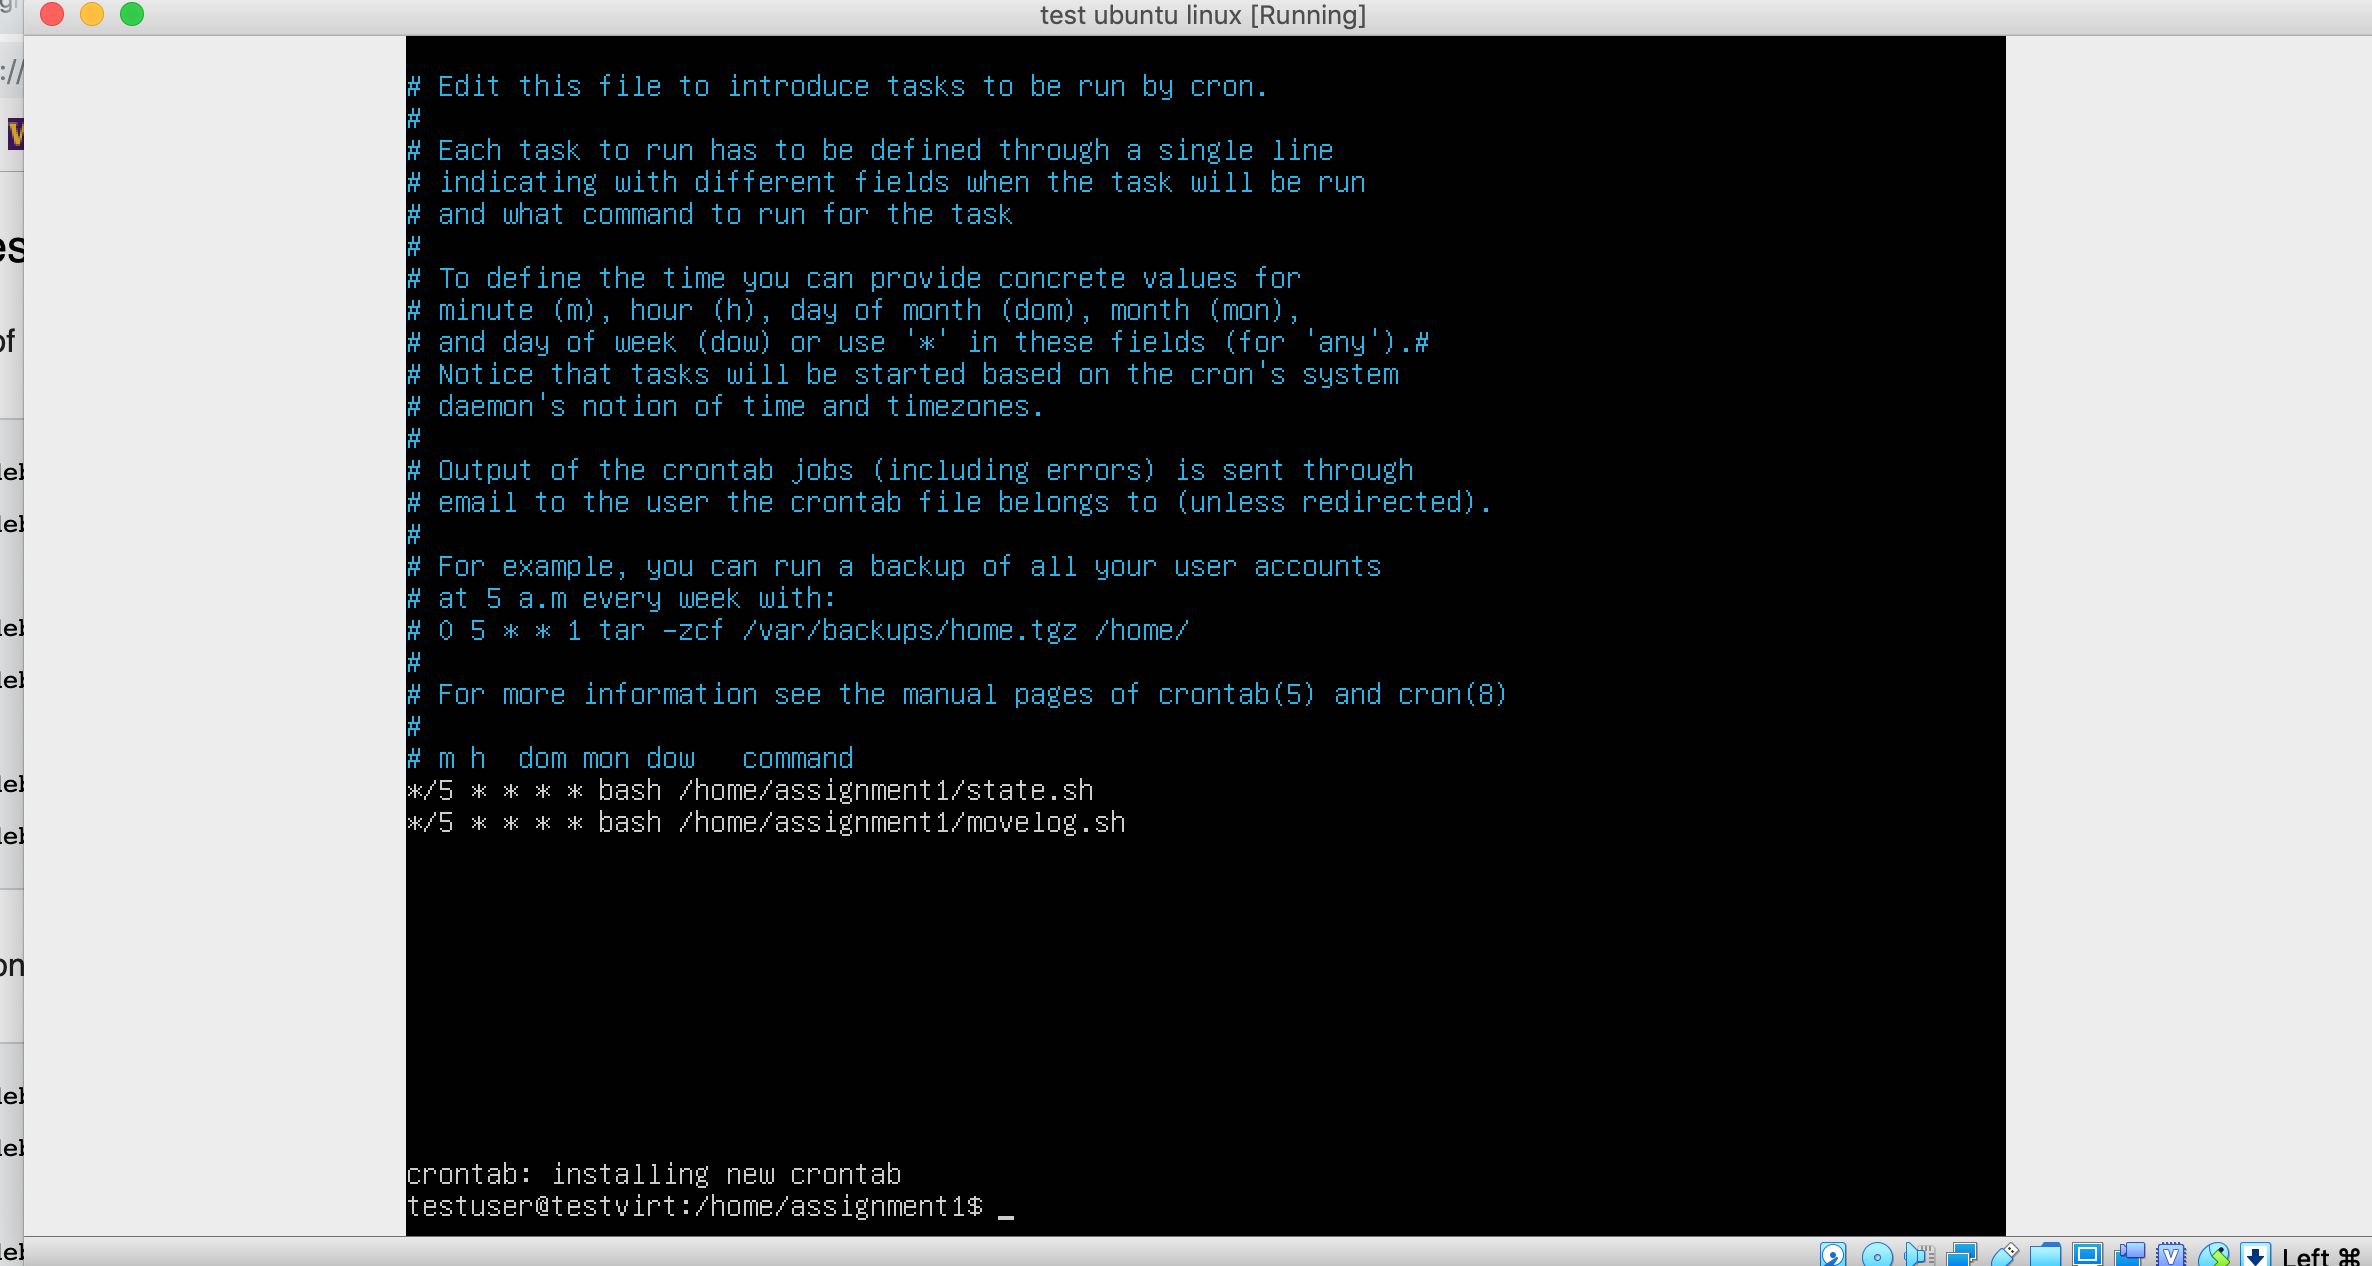 test ubuntu linux [Running]
# Edit this file to introduce tasks to be run by cron.
#
# Each task to run has to be defined through a single line
# indicating with different fields when the task will be run
# and what command to run for the task
#
# To define the time you can provide concrete values for
# minute (m), hour (h), day of month (dom), month (mon),
# and day of week (dow) or use '*' in these fields (for 'any').#
# Notice that tasks will be started based on the cron's system
# daemon's notion of time and timezones.
#
# Output of the crontab jobs (including errors) is sent through
# email to the user the crontab file belongs to (unless redirected).
#
# For example, you can run a backup of all your user accounts
# at 5 a.m every week with:
# 0 5 * * 1 tar -zcf /var/backups/home.tgz /home/
#
# For more information see the manual pages of crontab(5) and cron(8)
#
# m h  dom mon dow   command
*/5 * * * * bash /home/assignment1/state.sh
*/5 * * * * bash /home/assignment1/movelog.sh
crontab: installing new crontab
testuser@testvirt:/home/assignment1$ _
Left ⌘